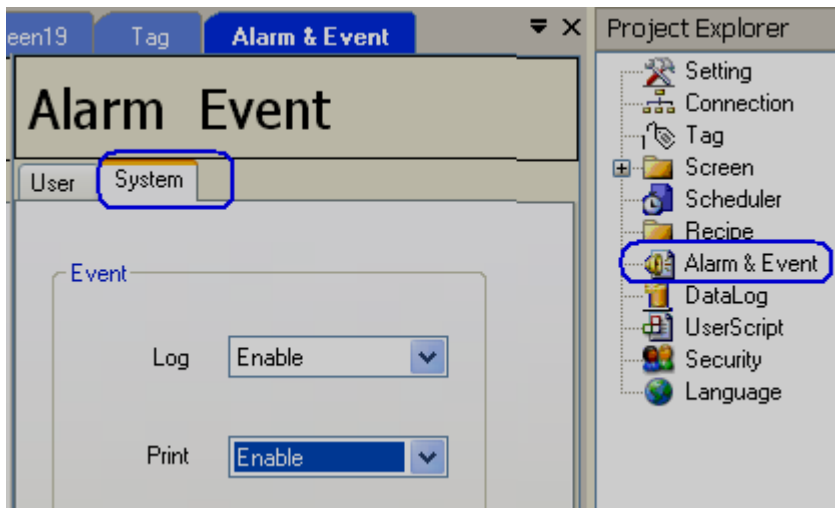 een19 Tag Alarm & Event
Alarm Event
User System
Event
Log Enable
Print Enable
Project Explorer
Setting
Connection
Tag
Screen
Scheduler
Recipe
Alarm & Event
DataLog
UserScript
Security
Language